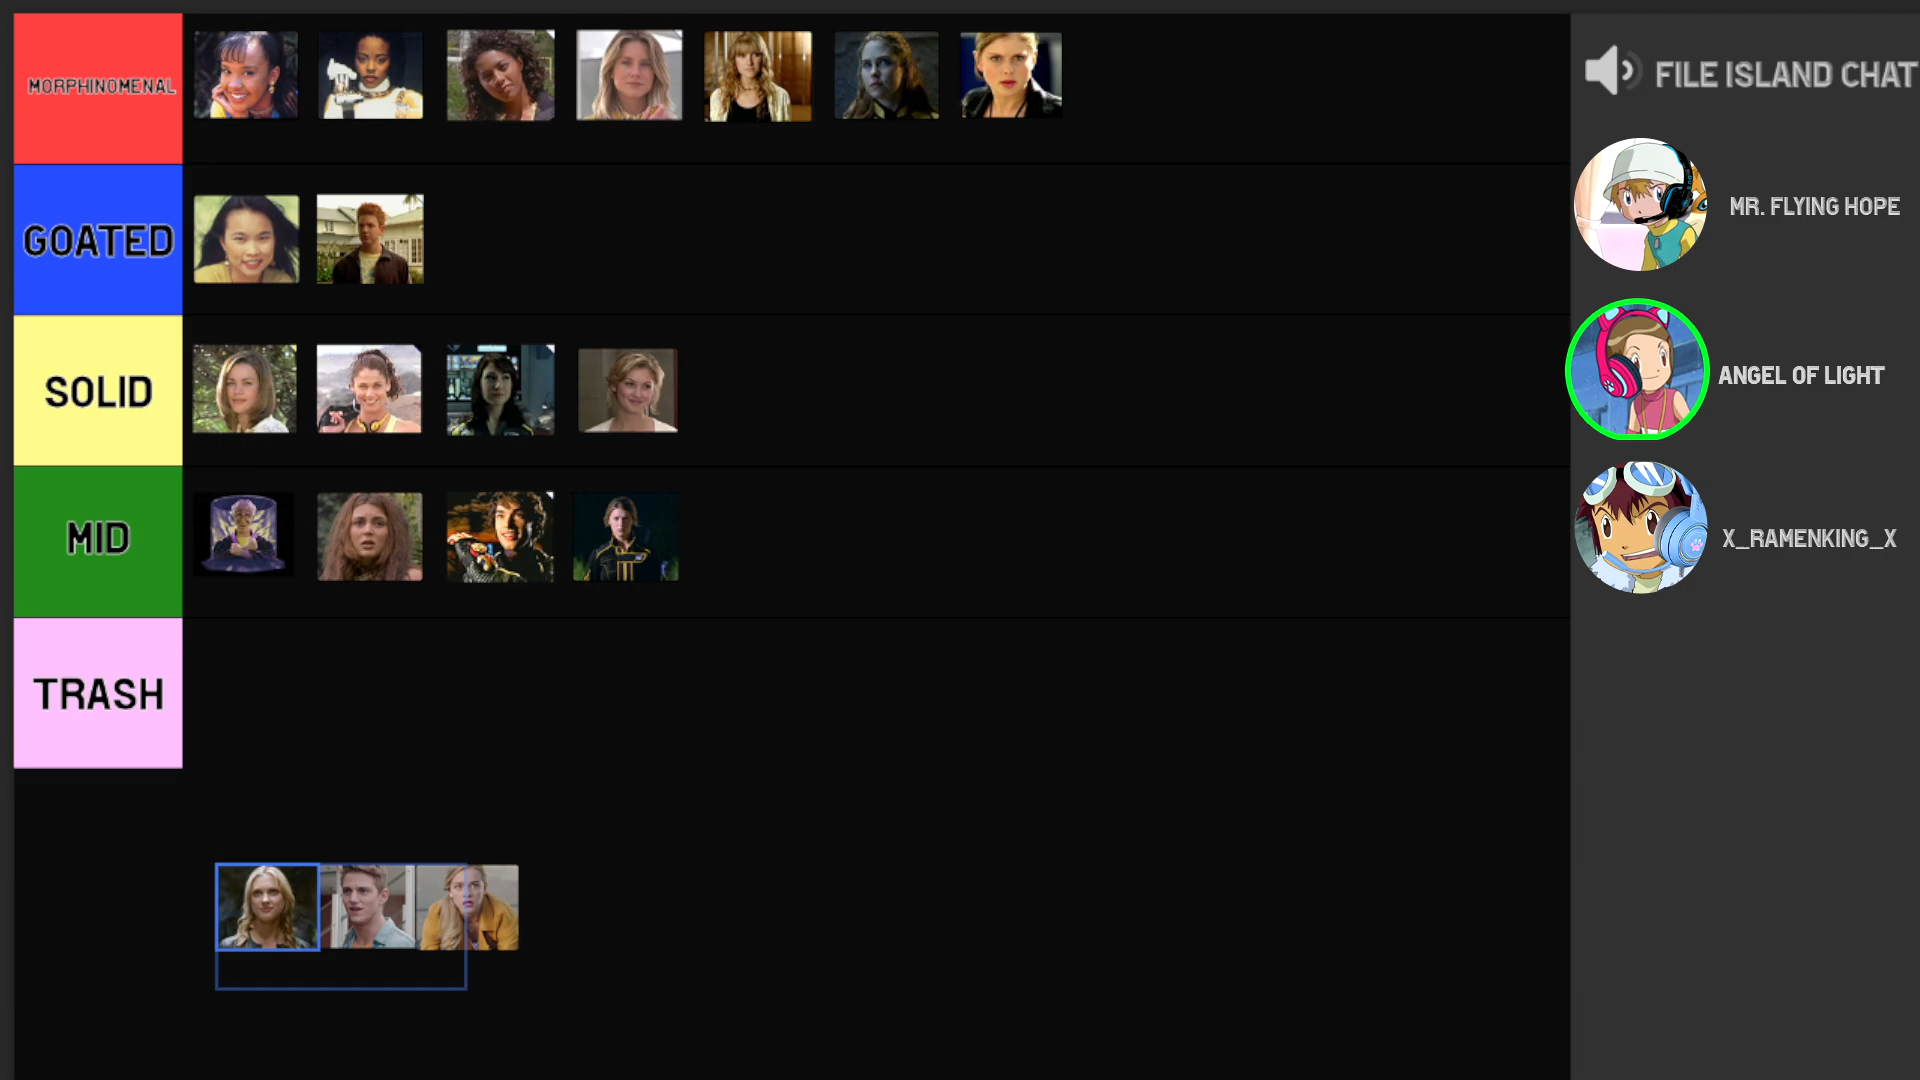 MORPHINOMENAL
GOATED
SOLID
MID
TRASH
FILE ISLAND CHAT
MR. FLYING HOPE
ANGEL OF LIGHT
X_RAMENKING_X